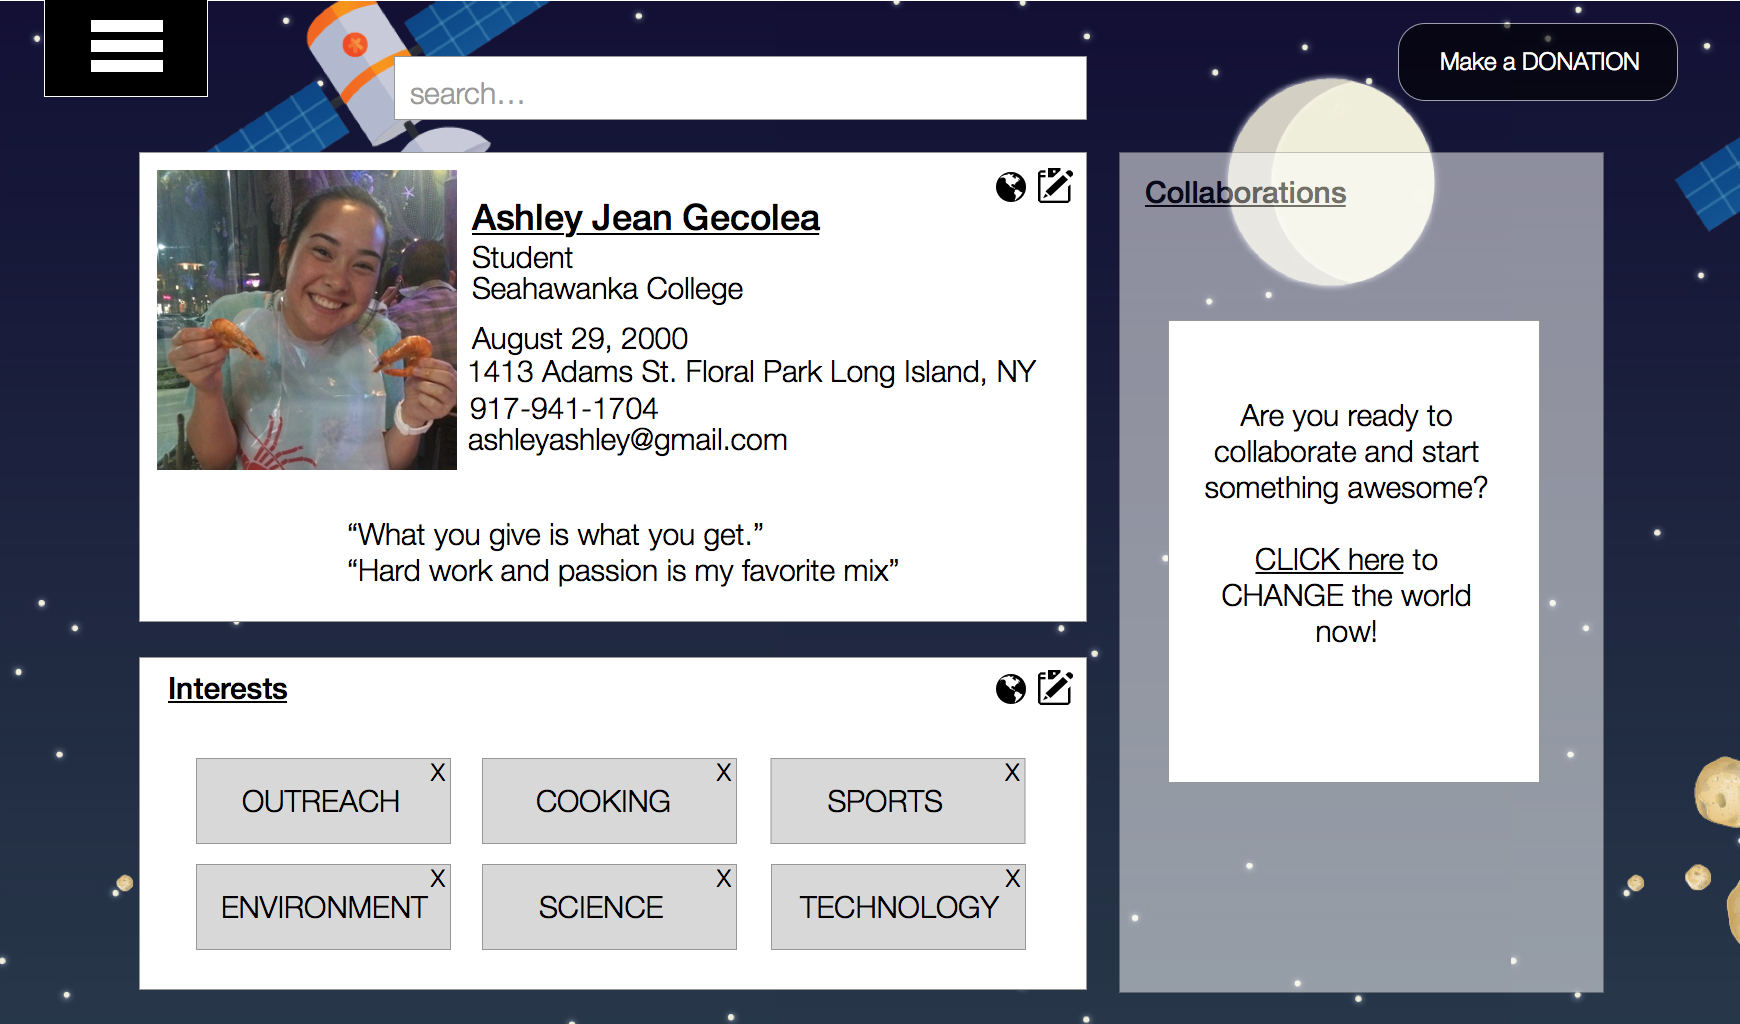 Make a DONATION
search...
Collaborations
Ashley Jean Gecolea
Student
Seahawanka College
August 29, 2000
1413 Adams St. Floral Park Long Island, NY
917-941-1704
ashleyashley@gmail.com
“What you give is what you get.”
“Hard work and passion is my favorite mix”
Are you ready to
collaborate and start
something awesome?
CLICK here to
CHANGE the world
now!
Interests
X
OUTREACH
X
COOKING
X
SPORTS
X
ENVIRONMENT
X
SCIENCE
X
TECHNOLOGY